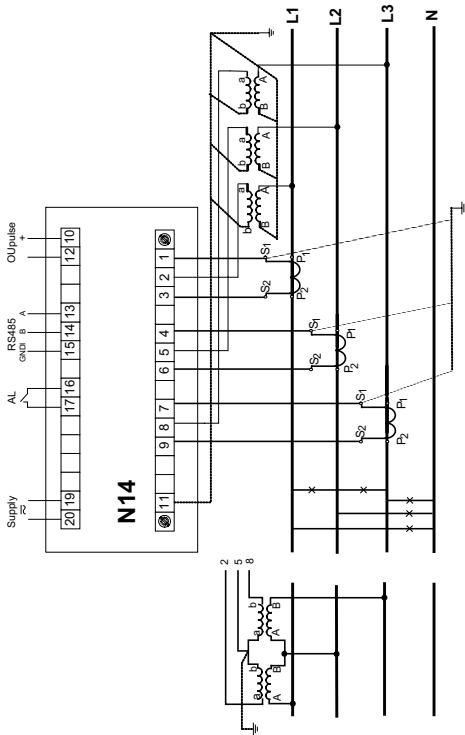 Supply AL RS485 OUpulse
GNDI B A +
20 19 17 16 15 14 13 12 10
N14
11 9 8 7 6 5 4 3 2 1
2
5
8
a b a b
A B A B
b a b a b a
B A B A B A
S2 S1
P2 P1
L1
S2 S1
P2 P1
L2
S2 S1
P2 P1
L3
N